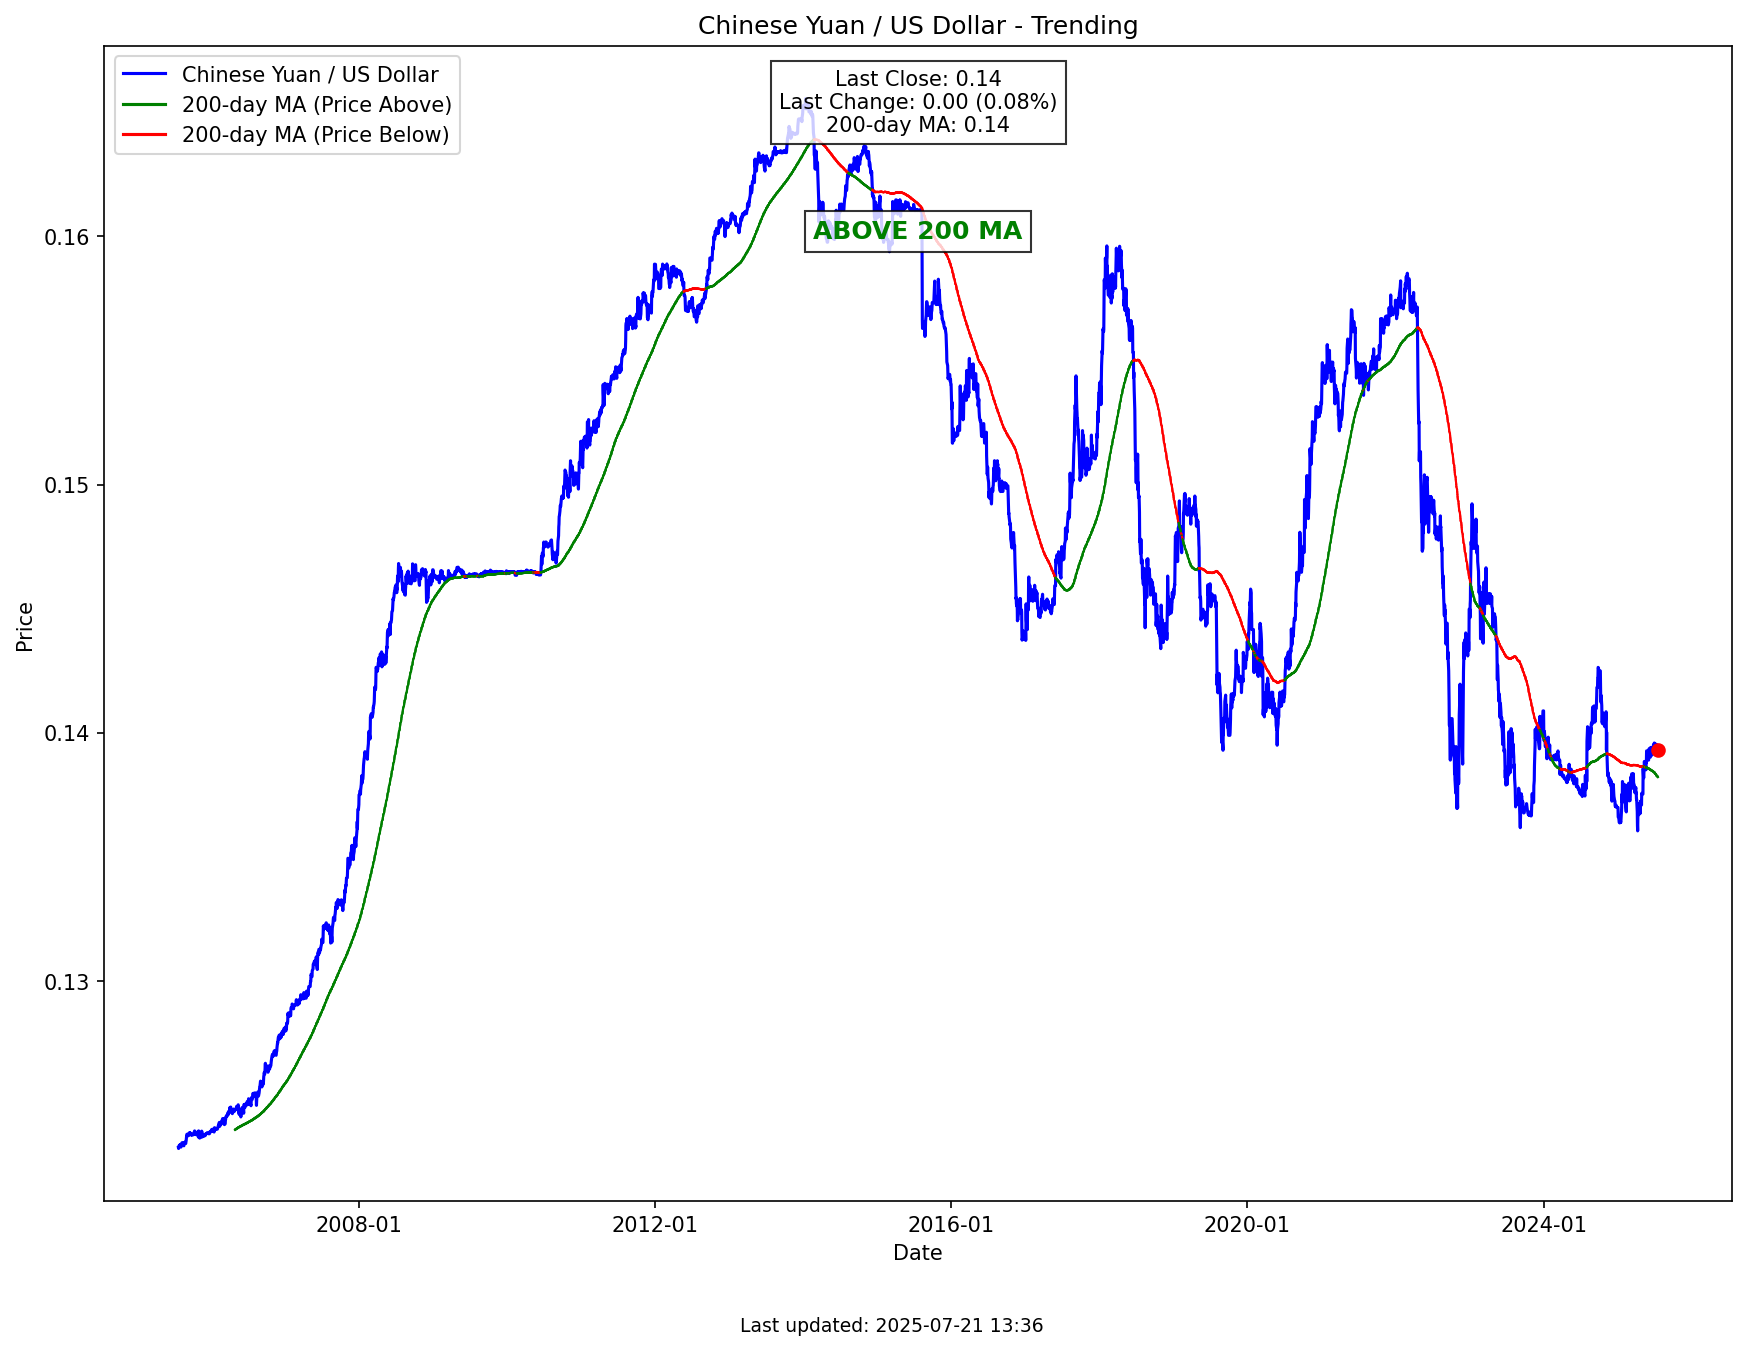 Chinese Yuan / US Dollar - Trending
Chinese Yuan / US Dollar
200-day MA (Price Above)
200-day MA (Price Below)
Last Close: 0.14
Last Change: 0.00 (0.08%)
200-day MA: 0.14
ABOVE 200 MA
Price
0.16
0.15
0.14
0.13
2008-01
2012-01
2016-01
2020-01
2024-01
Date
Last updated: 2025-07-21 13:36